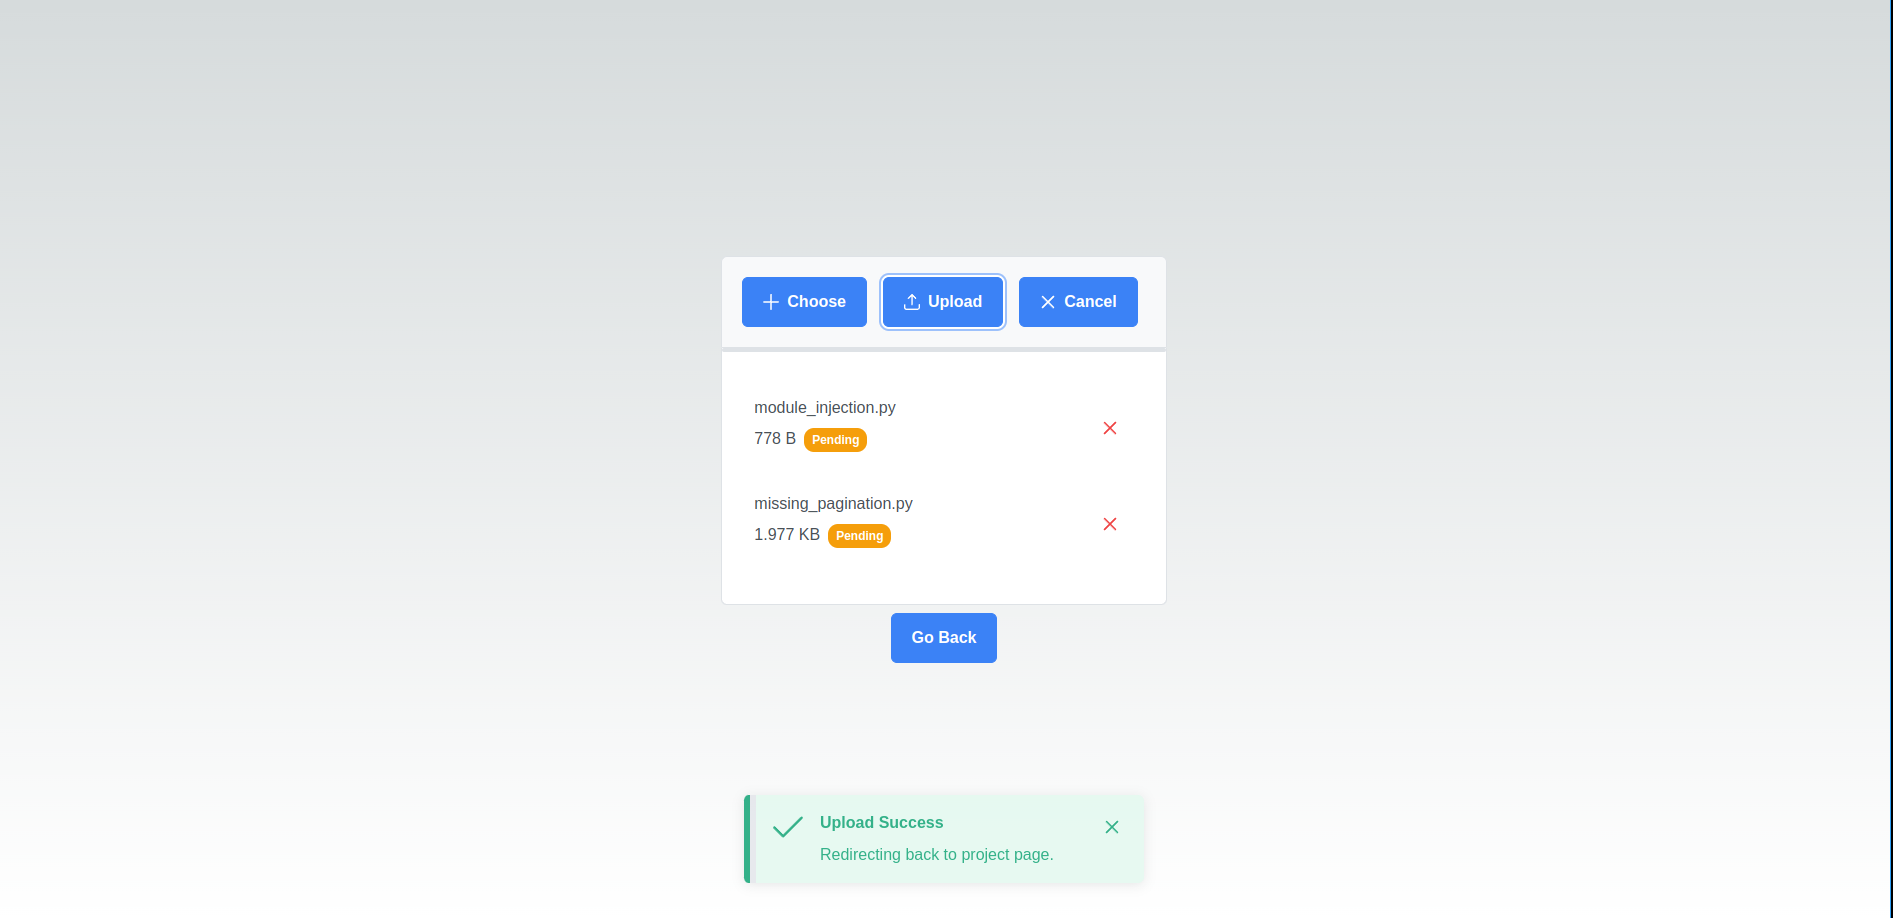 Choose
Upload
Cancel
module_injection.py
778 B Pending
missing_pagination.py
1.977 KB Pending
Go Back
Upload Success
Redirecting back to project page.